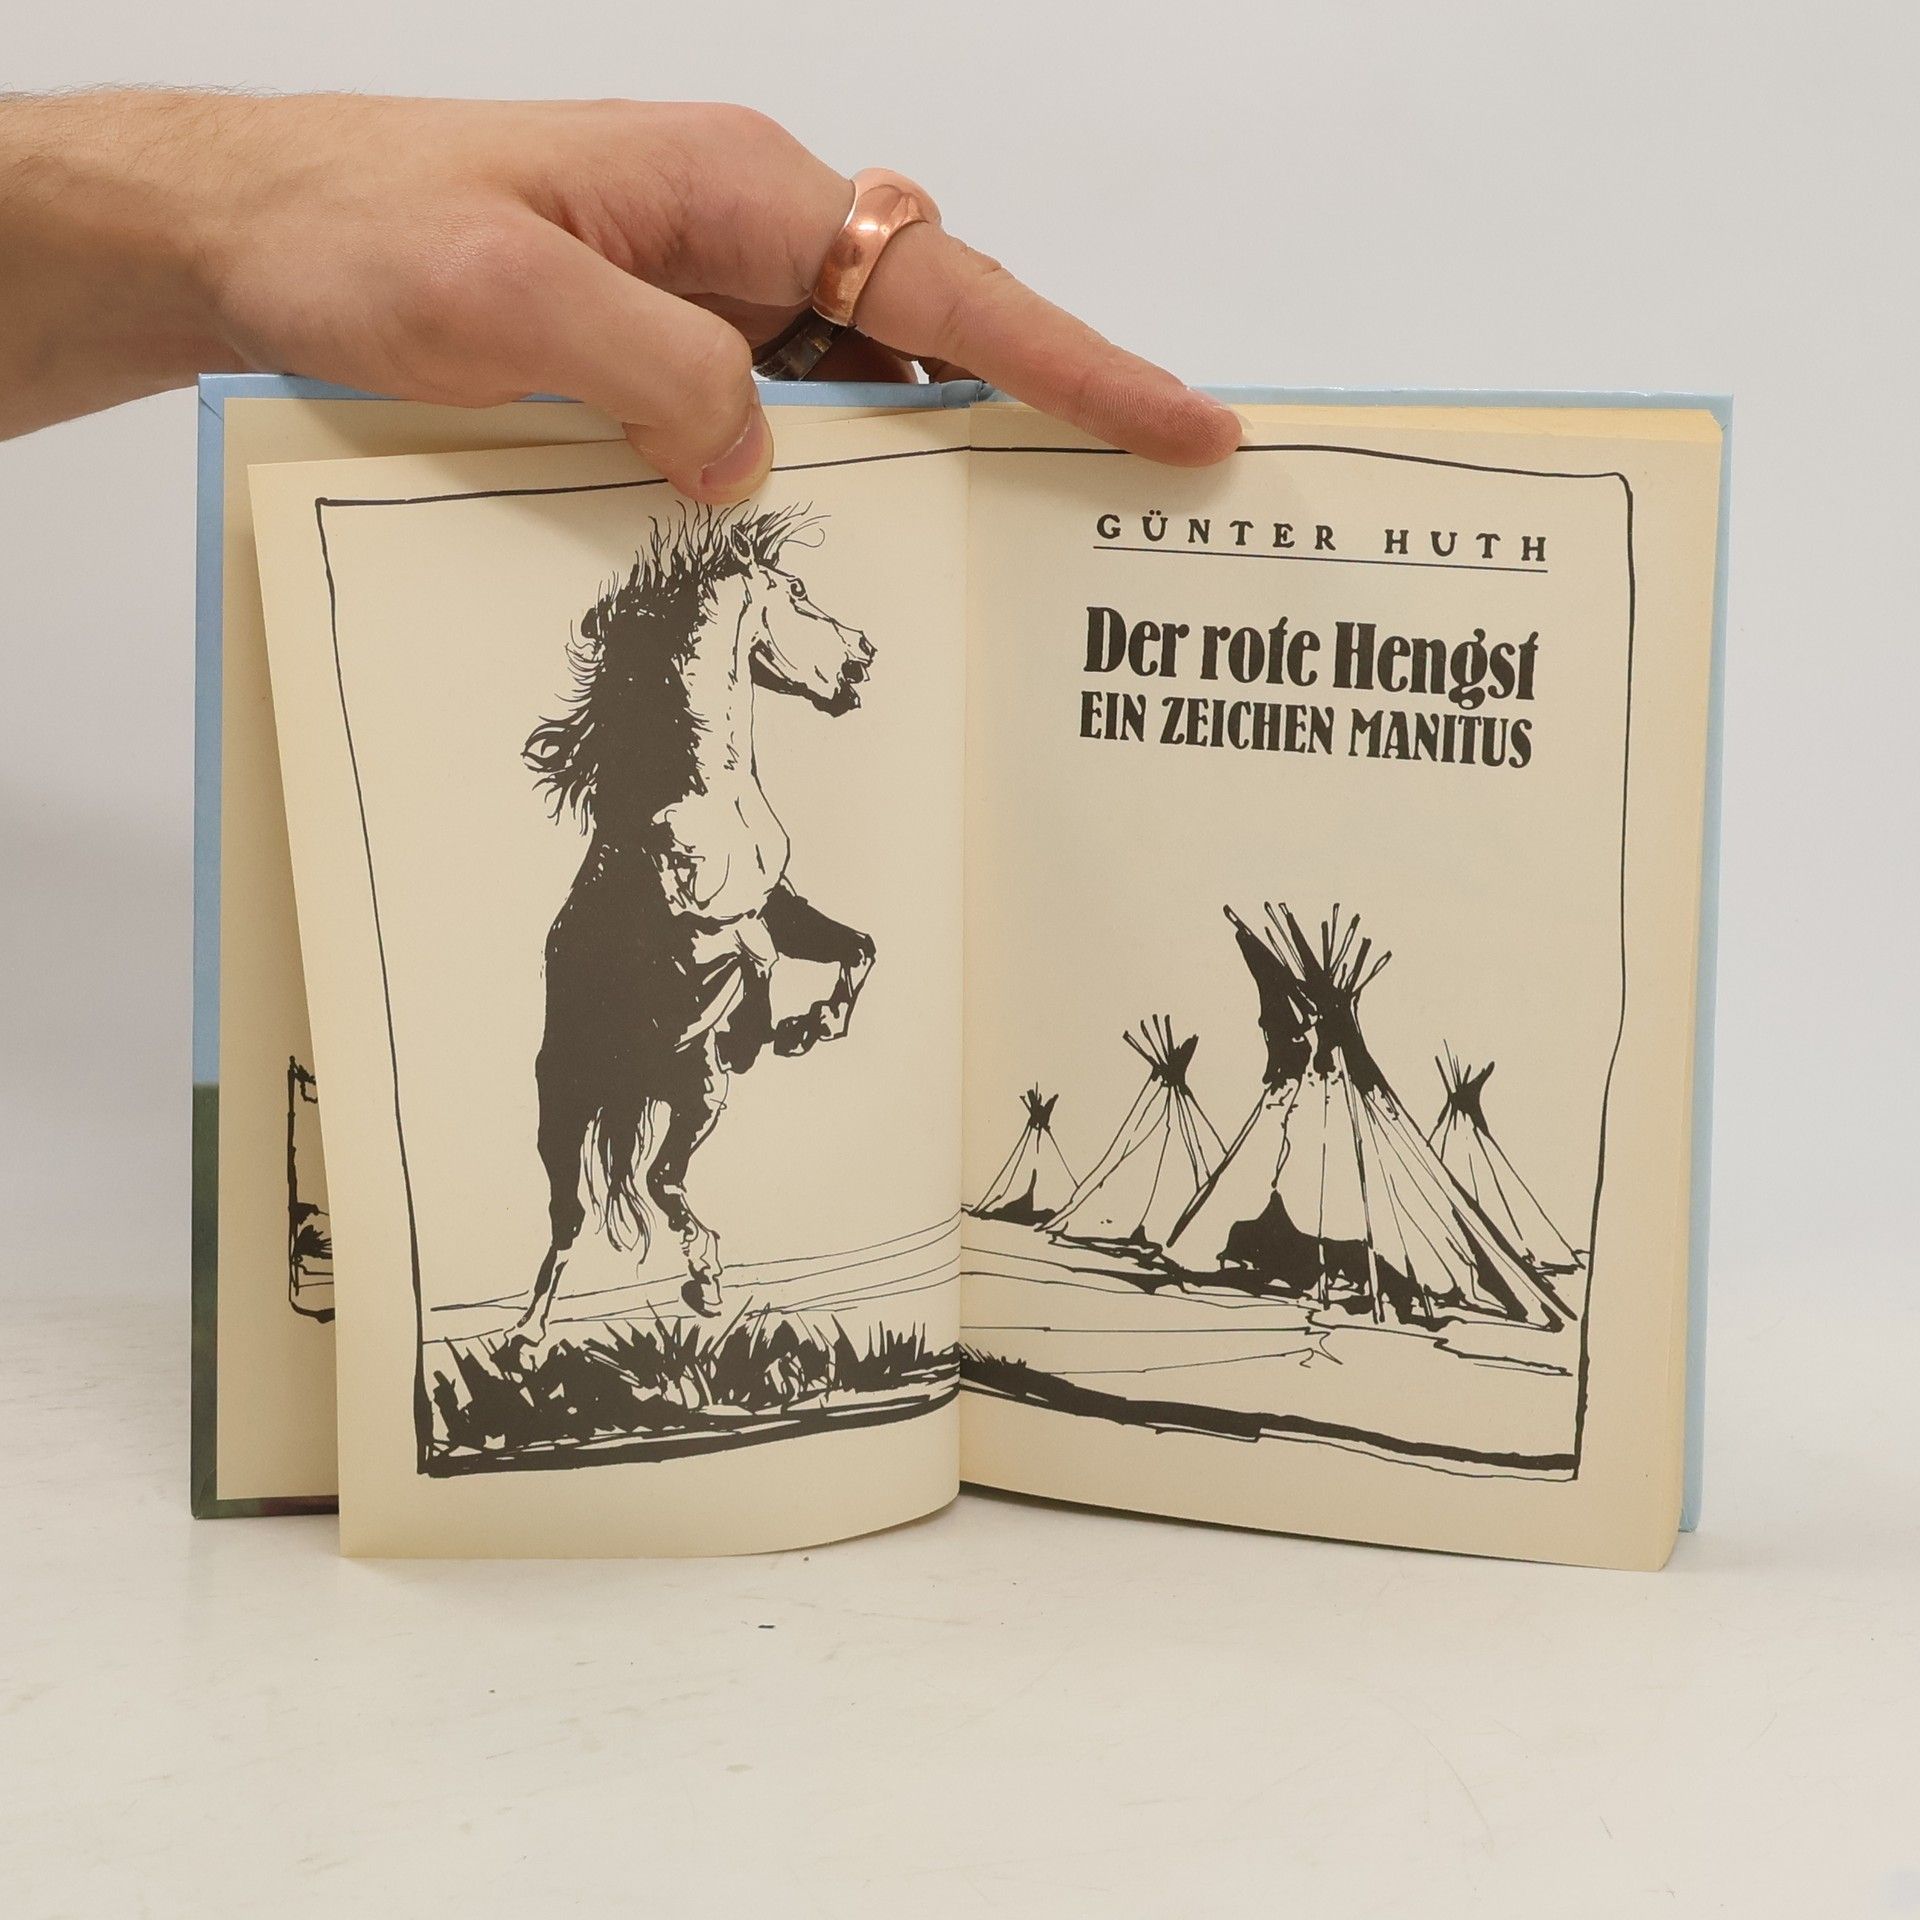 GÜNTER HUTH
Der rote Hengst
EIN ZEICHEN MANITUS